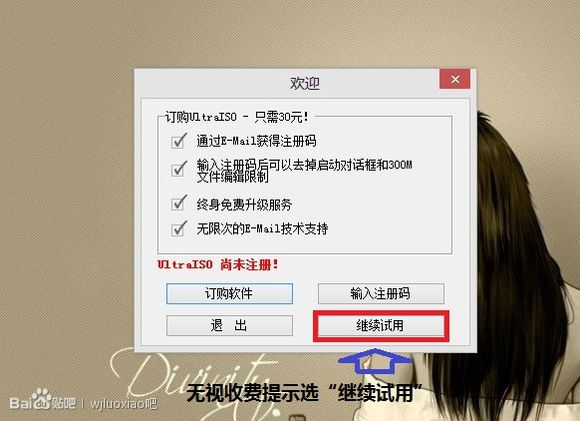 欢迎
订购UltraISO - 只需30元!
通过E-Mail获得注册码
输入注册码后可以去掉启动对话框和300M
文件编辑限制
终身免费升级服务
无限次的E-Mail技术支持
UltraISO 尚未注册!
订购软件
输入注册码
退 出
继续试用
Divinity
无视收费提示选“继续试用”
Bai度贴吧 | wjluoxiao吧